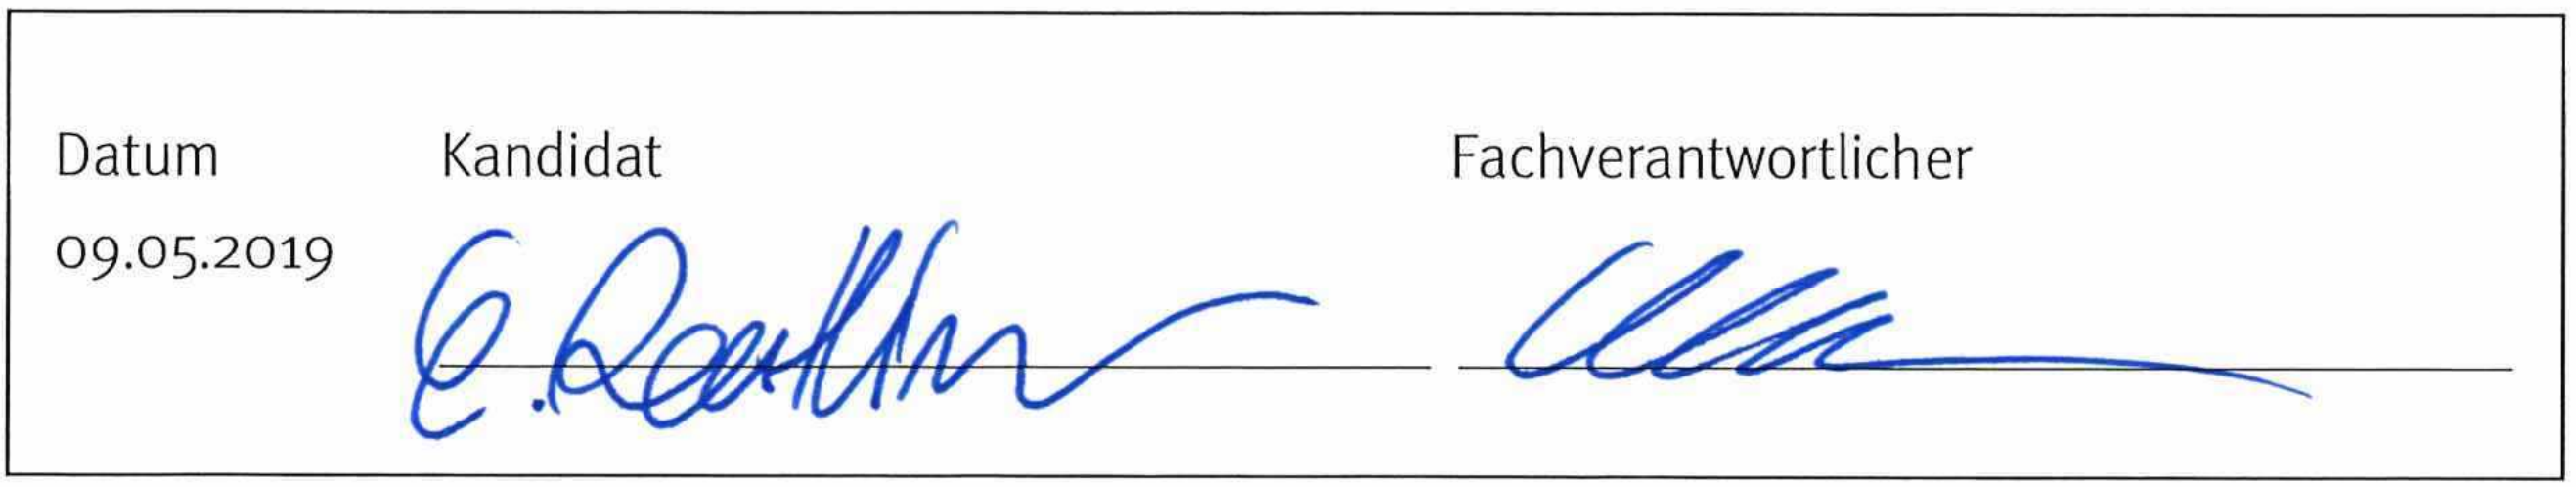 Datum Kandidat Fachverantwortlicher
09.05.2019